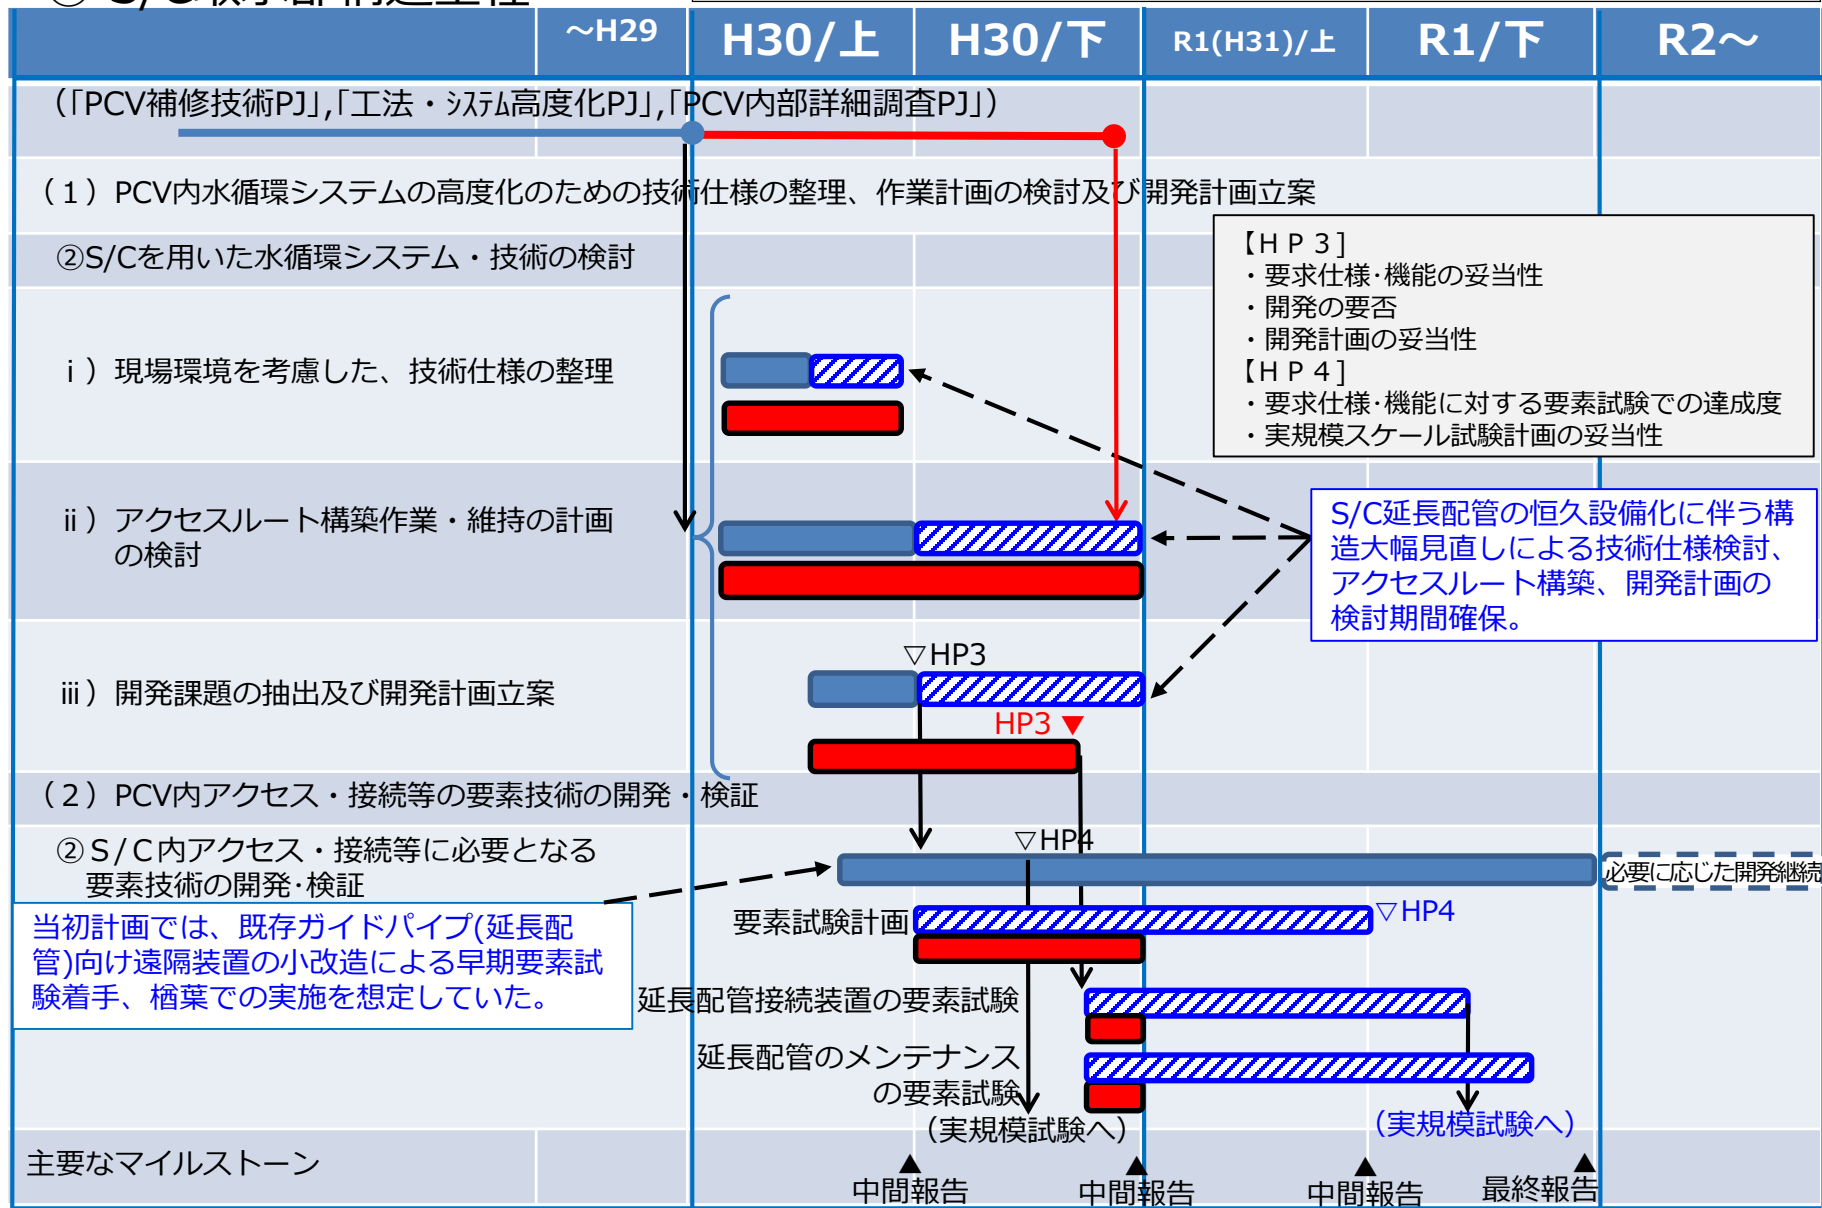 ～H29
H30/上
H30/下
R1(H31)/上
R1/下
R2～
（「PCV補修技術PJ」,「工法・ｼｽﾃﾑ高度化PJ」,「PCV内部詳細調査PJ」）
（1）PCV内水循環システムの高度化のための技術仕様の整理、作業計画の検討及び開発計画立案
②S/Cを用いた水循環システム・技術の検討
【ＨＰ３]
・要求仕様･機能の妥当性
・開発の要否
・開発計画の妥当性
【ＨＰ４]
・要求仕様･機能に対する要素試験での達成度
・実規模スケール試験計画の妥当性
ⅰ）現場環境を考慮した、技術仕様の整理
ⅱ）アクセスルート構築作業・維持の計画
の検討
S/C延長配管の恒久設備化に伴う構
造大幅見直しによる技術仕様検討、
アクセスルート構築、開発計画の
検討期間確保。
▽HP3
ⅲ）開発課題の抽出及び開発計画立案
HP3 ▼
（2）PCV内アクセス・接続等の要素技術の開発・検証
▽HP4
②Ｓ/Ｃ内アクセス・接続等に必要となる
要素技術の開発･検証
必要に応じた開発継続
当初計画では、既存ガイドパイプ(延長配
管)向け遠隔装置の小改造による早期要素試
験着手、楢葉での実施を想定していた。
要素試験計画
▽HP4
延長配管接続装置の要素試験
延長配管のメンテナンス
の要素試験
（実規模試験へ）
（実規模試験へ）
主要なマイルストーン
▲
中間報告
▲
中間報告
▲
中間報告
▲
最終報告